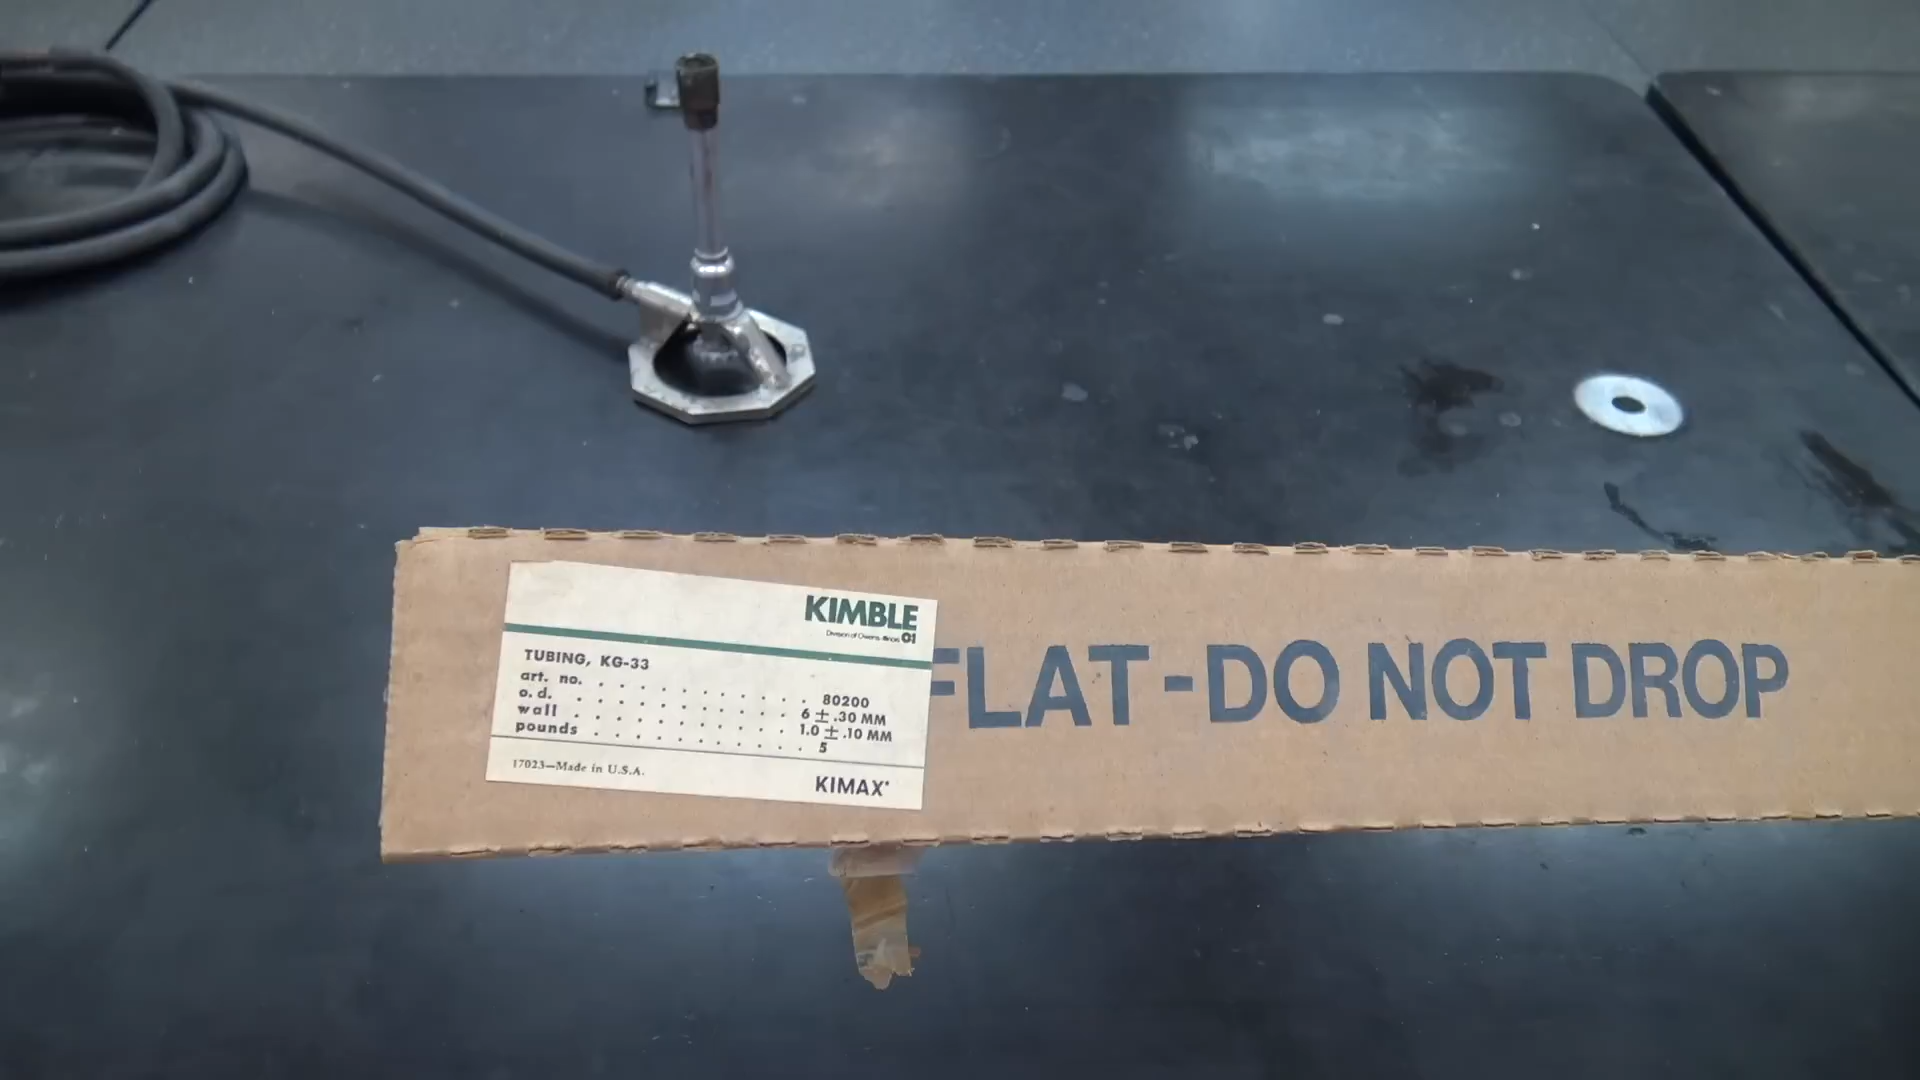 KIMBLE
Division of Owens-Illinois OI
TUBING, KG-33
art. no. . . . . . . . . . . . . 80200
o. d. . . . . . . . . . . . . 6 ± .30 MM
wall . . . . . . . . . . . . 1.0 ± .10 MM
pounds . . . . . . . . . . . . 5
17023—Made in U.S.A.
KIMAX®
FLAT-DO NOT DROP